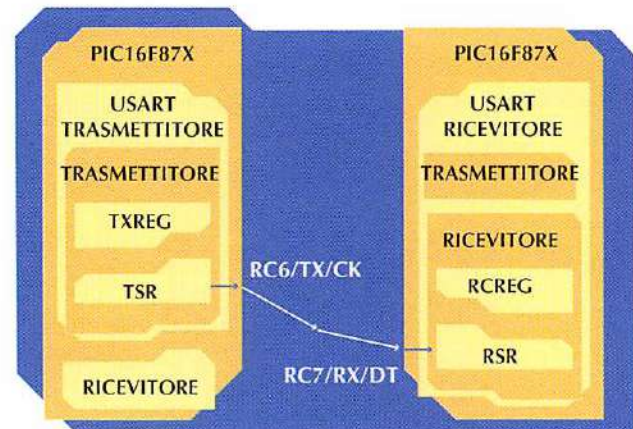 PIC16F87X
USART
TRASMETTITORE
TRASMETTITORE
TXREG
TSR
RICEVITORE
RC6/TX/CK
RC7/RX/DT
PIC16F87X
USART
RICEVITORE
TRASMETTITORE
RICEVITORE
RCREG
RSR